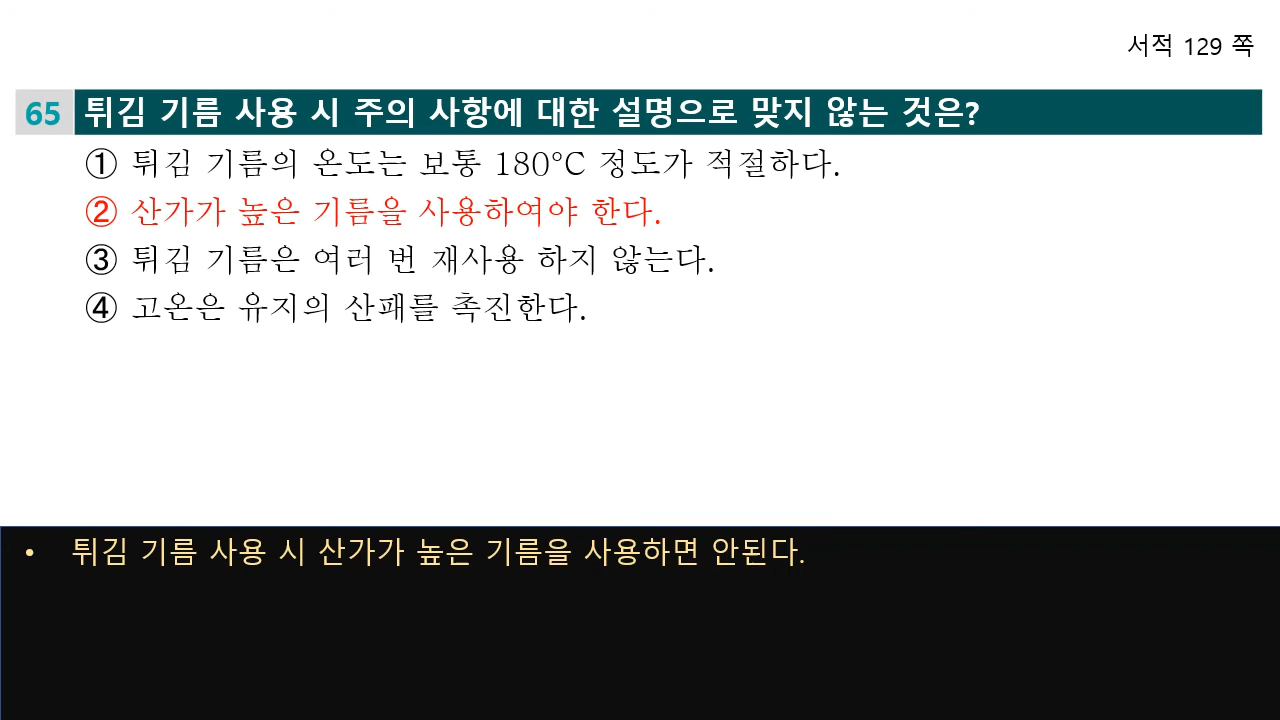 서적 129 쪽
65 튀김 기름 사용 시 주의 사항에 대한 설명으로 맞지 않는 것은?
① 튀김 기름의 온도는 보통 180℃ 정도가 적절하다.
② 산가가 높은 기름을 사용하여야 한다.
③ 튀김 기름은 여러 번 재사용 하지 않는다.
④ 고온은 유지의 산패를 촉진한다.
• 튀김 기름 사용 시 산가가 높은 기름을 사용하면 안된다.